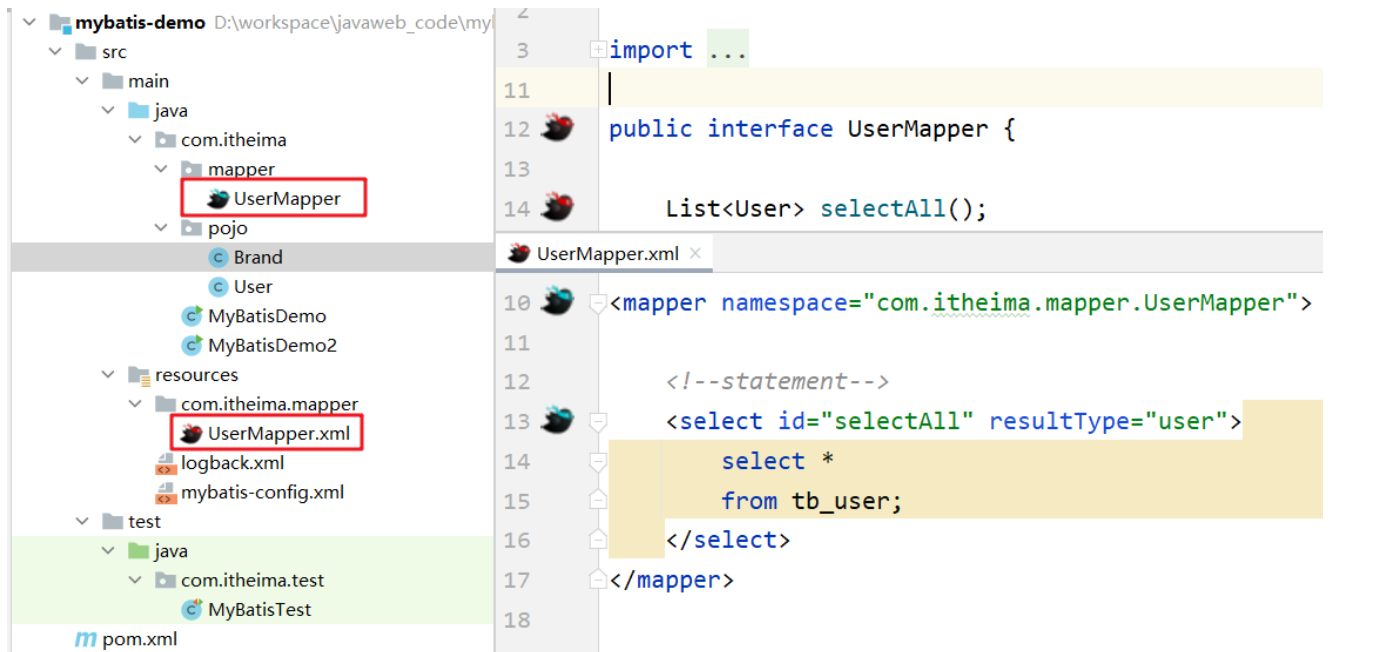 mybatis-demo D:\workspace\javaweb_code\my
src
main
java
com.itheima
mapper
UserMapper
pojo
Brand
User
MyBatisDemo
MyBatisDemo2
resources
com.itheima.mapper
UserMapper.xml
logback.xml
mybatis-config.xml
test
java
com.itheima.test
MyBatisTest
pom.xml
2
3 import ...
11
12 public interface UserMapper {
13
14 List<User> selectAll();
UserMapper.xml
10 <mapper namespace="com.itheima.mapper.UserMapper">
11
12 <!--statement-->
13 <select id="selectAll" resultType="user">
14 select *
15 from tb_user;
16 </select>
17 </mapper>
18